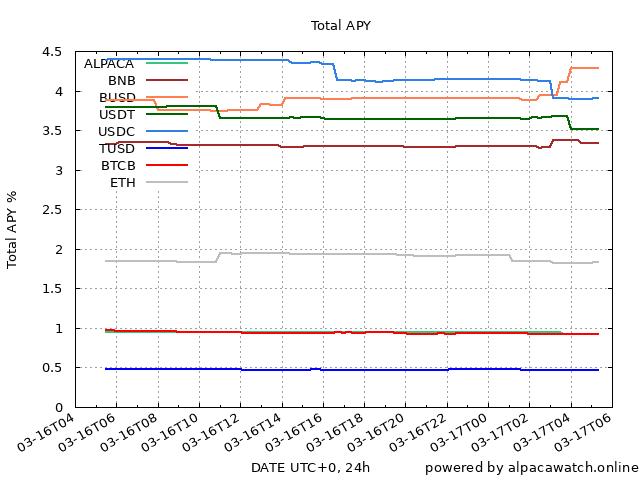 Total APY
Total APY %
4.5
4
3.5
3
2.5
2
1.5
1
0.5
0
ALPACA
BNB
BUSD
USDT
USDC
TUSD
BTCB
ETH
03-16T04
03-16T06
03-16T08
03-16T10
03-16T12
03-16T14
03-16T16
03-16T18
03-16T20
03-16T22
03-17T00
03-17T02
03-17T04
03-17T06
DATE UTC+0, 24h
powered by alpacawatch.online